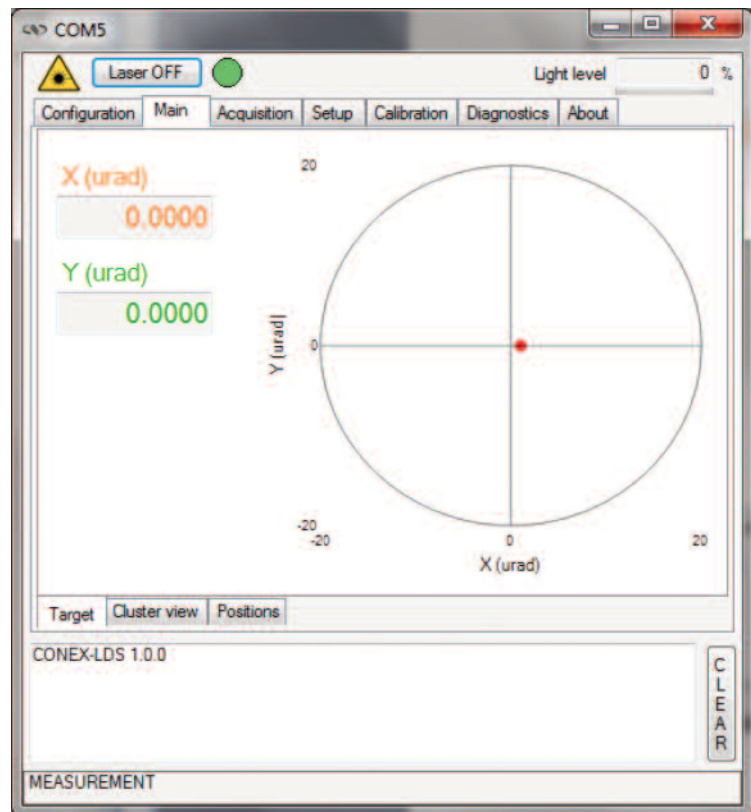 COM5
Laser OFF
Light level 0 %
Configuration Main Acquisition Setup Calibration Diagnostics About
X (urad)
0.0000
Y (urad)
0.0000
20
Y (urad)
0
-20
-20 0 20
X (urad)
Target Cluster view Positions
CONEX-LDS 1.0.0
CLEAR
MEASUREMENT